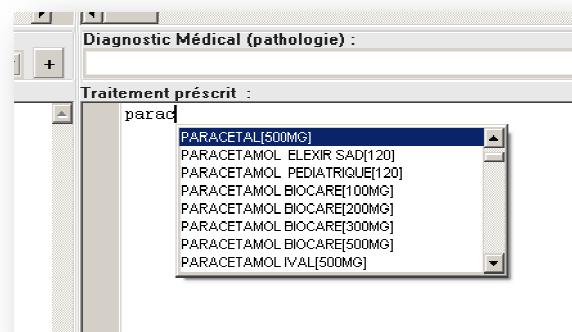 Diagnostic Médical (pathologie) :
+
Traitement préscrit :
parac
PARACETAL[500MG]
PARACETAMOL ELEXIR SAD[120]
PARACETAMOL PEDIATRIQUE[120]
PARACETAMOL BIOCARE[100MG]
PARACETAMOL BIOCARE[200MG]
PARACETAMOL BIOCARE[300MG]
PARACETAMOL BIOCARE[500MG]
PARACETAMOL IVAL[500MG]